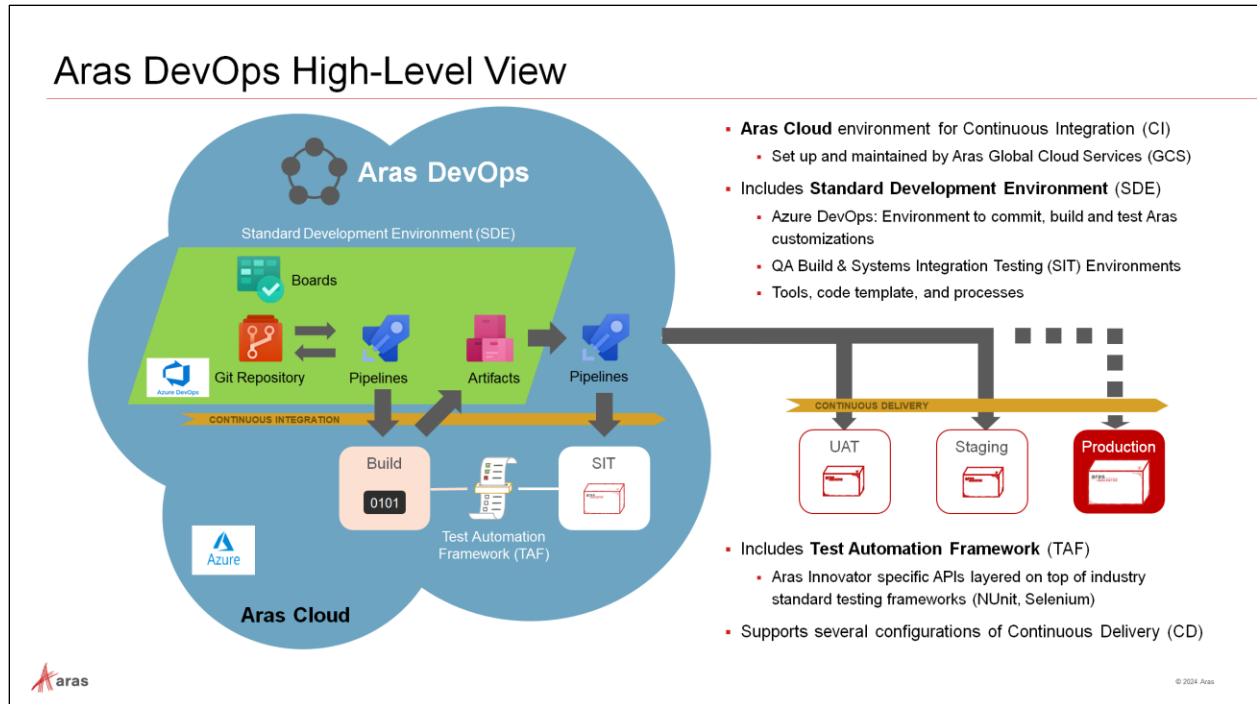 Aras DevOps High-Level View
Aras DevOps
Standard Development Environment (SDE)
Boards
Git Repository
Pipelines
Artifacts
Pipelines
Azure DevOps
CONTINUOUS INTEGRATION
Build
0101
Test Automation
Framework (TAF)
SIT
Azure
Aras Cloud
▪ Aras Cloud environment for Continuous Integration (CI)
▪ Set up and maintained by Aras Global Cloud Services (GCS)
▪ Includes Standard Development Environment (SDE)
▪ Azure DevOps: Environment to commit, build and test Aras
customizations
▪ QA Build & Systems Integration Testing (SIT) Environments
▪ Tools, code template, and processes
CONTINUOUS DELIVERY
UAT
Staging
Production
aras
▪ Includes Test Automation Framework (TAF)
▪ Aras Innovator specific APIs layered on top of industry
standard testing frameworks (NUnit, Selenium)
▪ Supports several configurations of Continuous Delivery (CD)
aras
© 2024 Aras